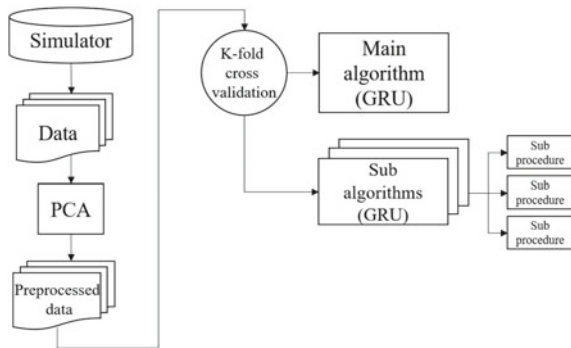 Simulator
Data
PCA
Preprocessed
data
K-fold
cross
validation
Main
algorithm
(GRU)
Sub
algorithms
(GRU)
Sub
procedure
Sub
procedure
Sub
procedure